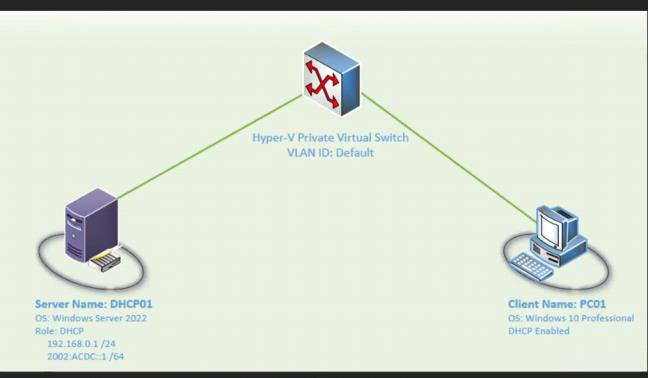 Hyper-V Private Virtual Switch
VLAN ID: Default
Server Name: DHCP01
OS: Windows Server 2022
Role: DHCP
192.168.0.1 /24
2002:ACDC::1 /64
Client Name: PC01
OS: Windows 10 Professional
DHCP Enabled